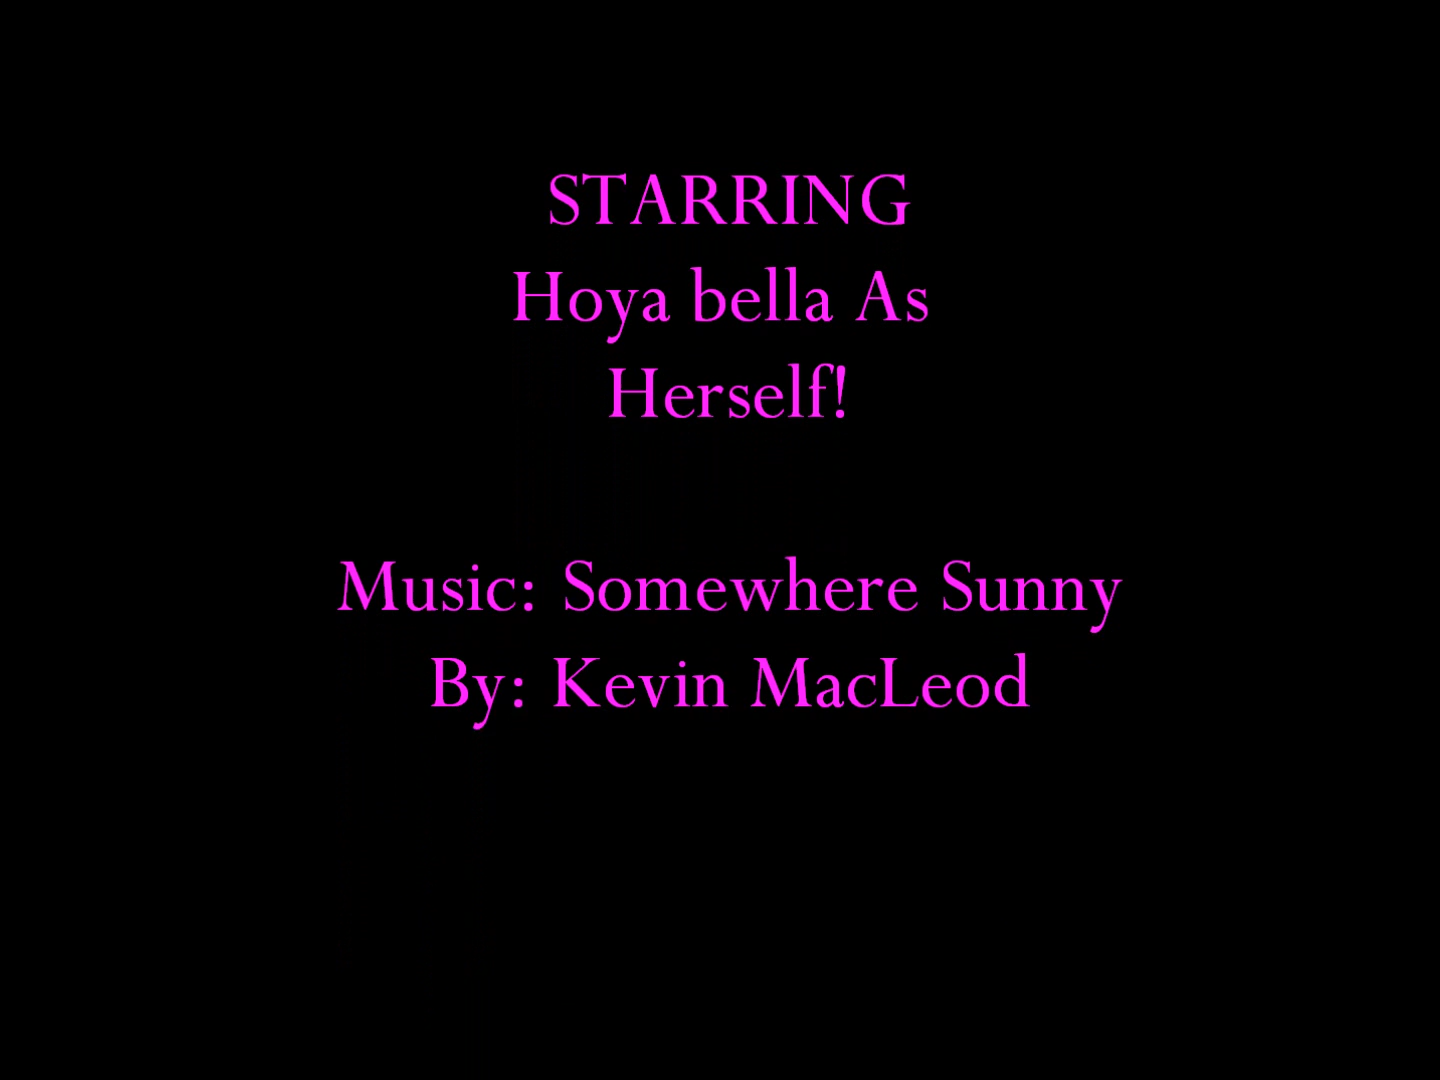 STARRING
Hoya bella As
Herself!
Music: Somewhere Sunny
By: Kevin MacLeod